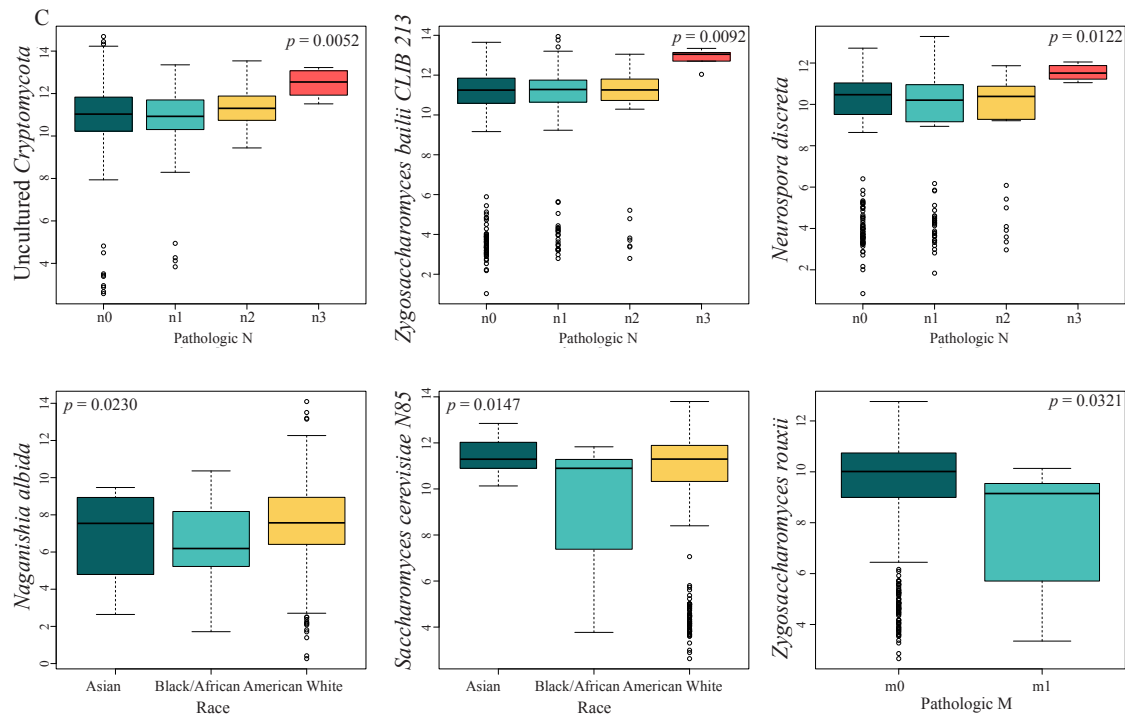 C
Uncultured Cryptomycota
p = 0.0052
14
12
10
8
6
4
n0 n1 n2 n3
Pathologic N
Zygosaccharomyces bailii CLIB 213
p = 0.0092
14
12
10
8
6
4
2
n0 n1 n2 n3
Pathologic N
Neurospora discreta
p = 0.0122
12
10
8
6
4
2
n0 n1 n2 n3
Pathologic N
Naganishia albida
p = 0.0230
14
12
10
8
6
4
2
0
Asian Black/African American White
Race
Saccharomyces cerevisiae N85
p = 0.0147
14
12
10
8
6
4
Asian Black/African American White
Race
Zygosaccharomyces rouxii
p = 0.0321
12
10
8
6
4
m0 m1
Pathologic M